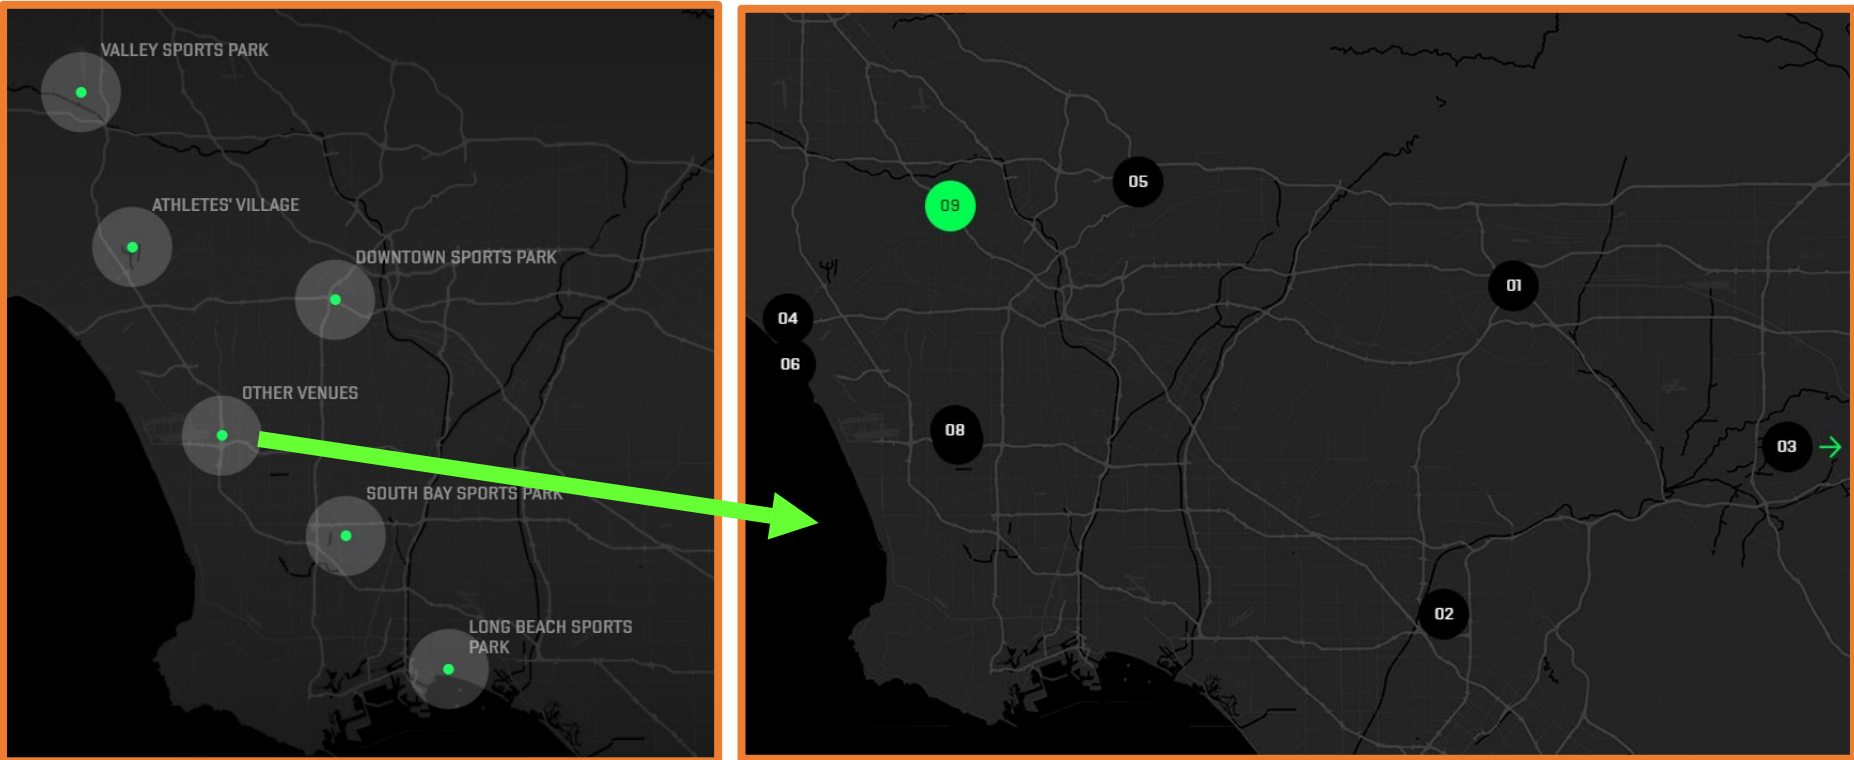 VALLEY SPORTS PARK
ATHLETES' VILLAGE
DOWNTOWN SPORTS PARK
OTHER VENUES
SOUTH BAY SPORTS PARK
LONG BEACH SPORTS
PARK
05
09
01
04
06
08
03
02